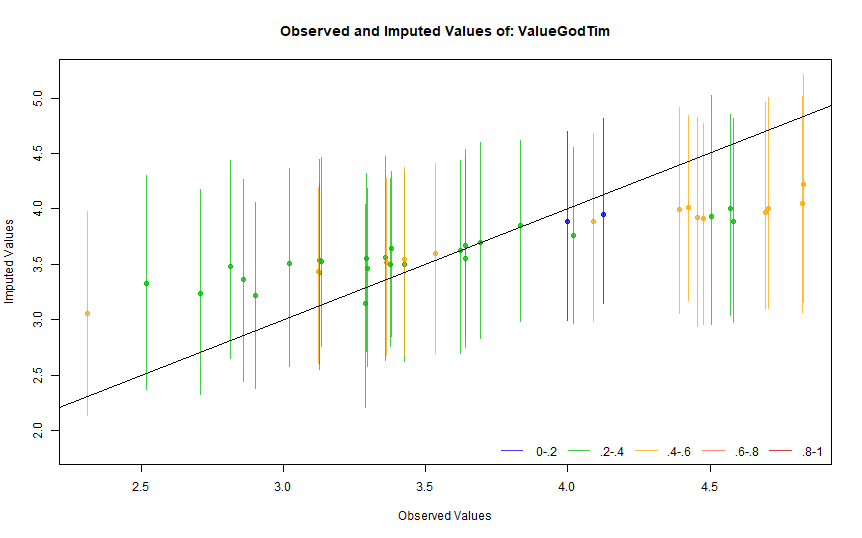 Observed and Imputed Values of: ValueGodTim
Imputed Values
5.0
4.5
4.0
3.5
3.0
2.5
2.0
0-.2 .2-.4 .4-.6 .6-.8 .8-1
2.5 3.0 3.5 4.0 4.5
Observed Values